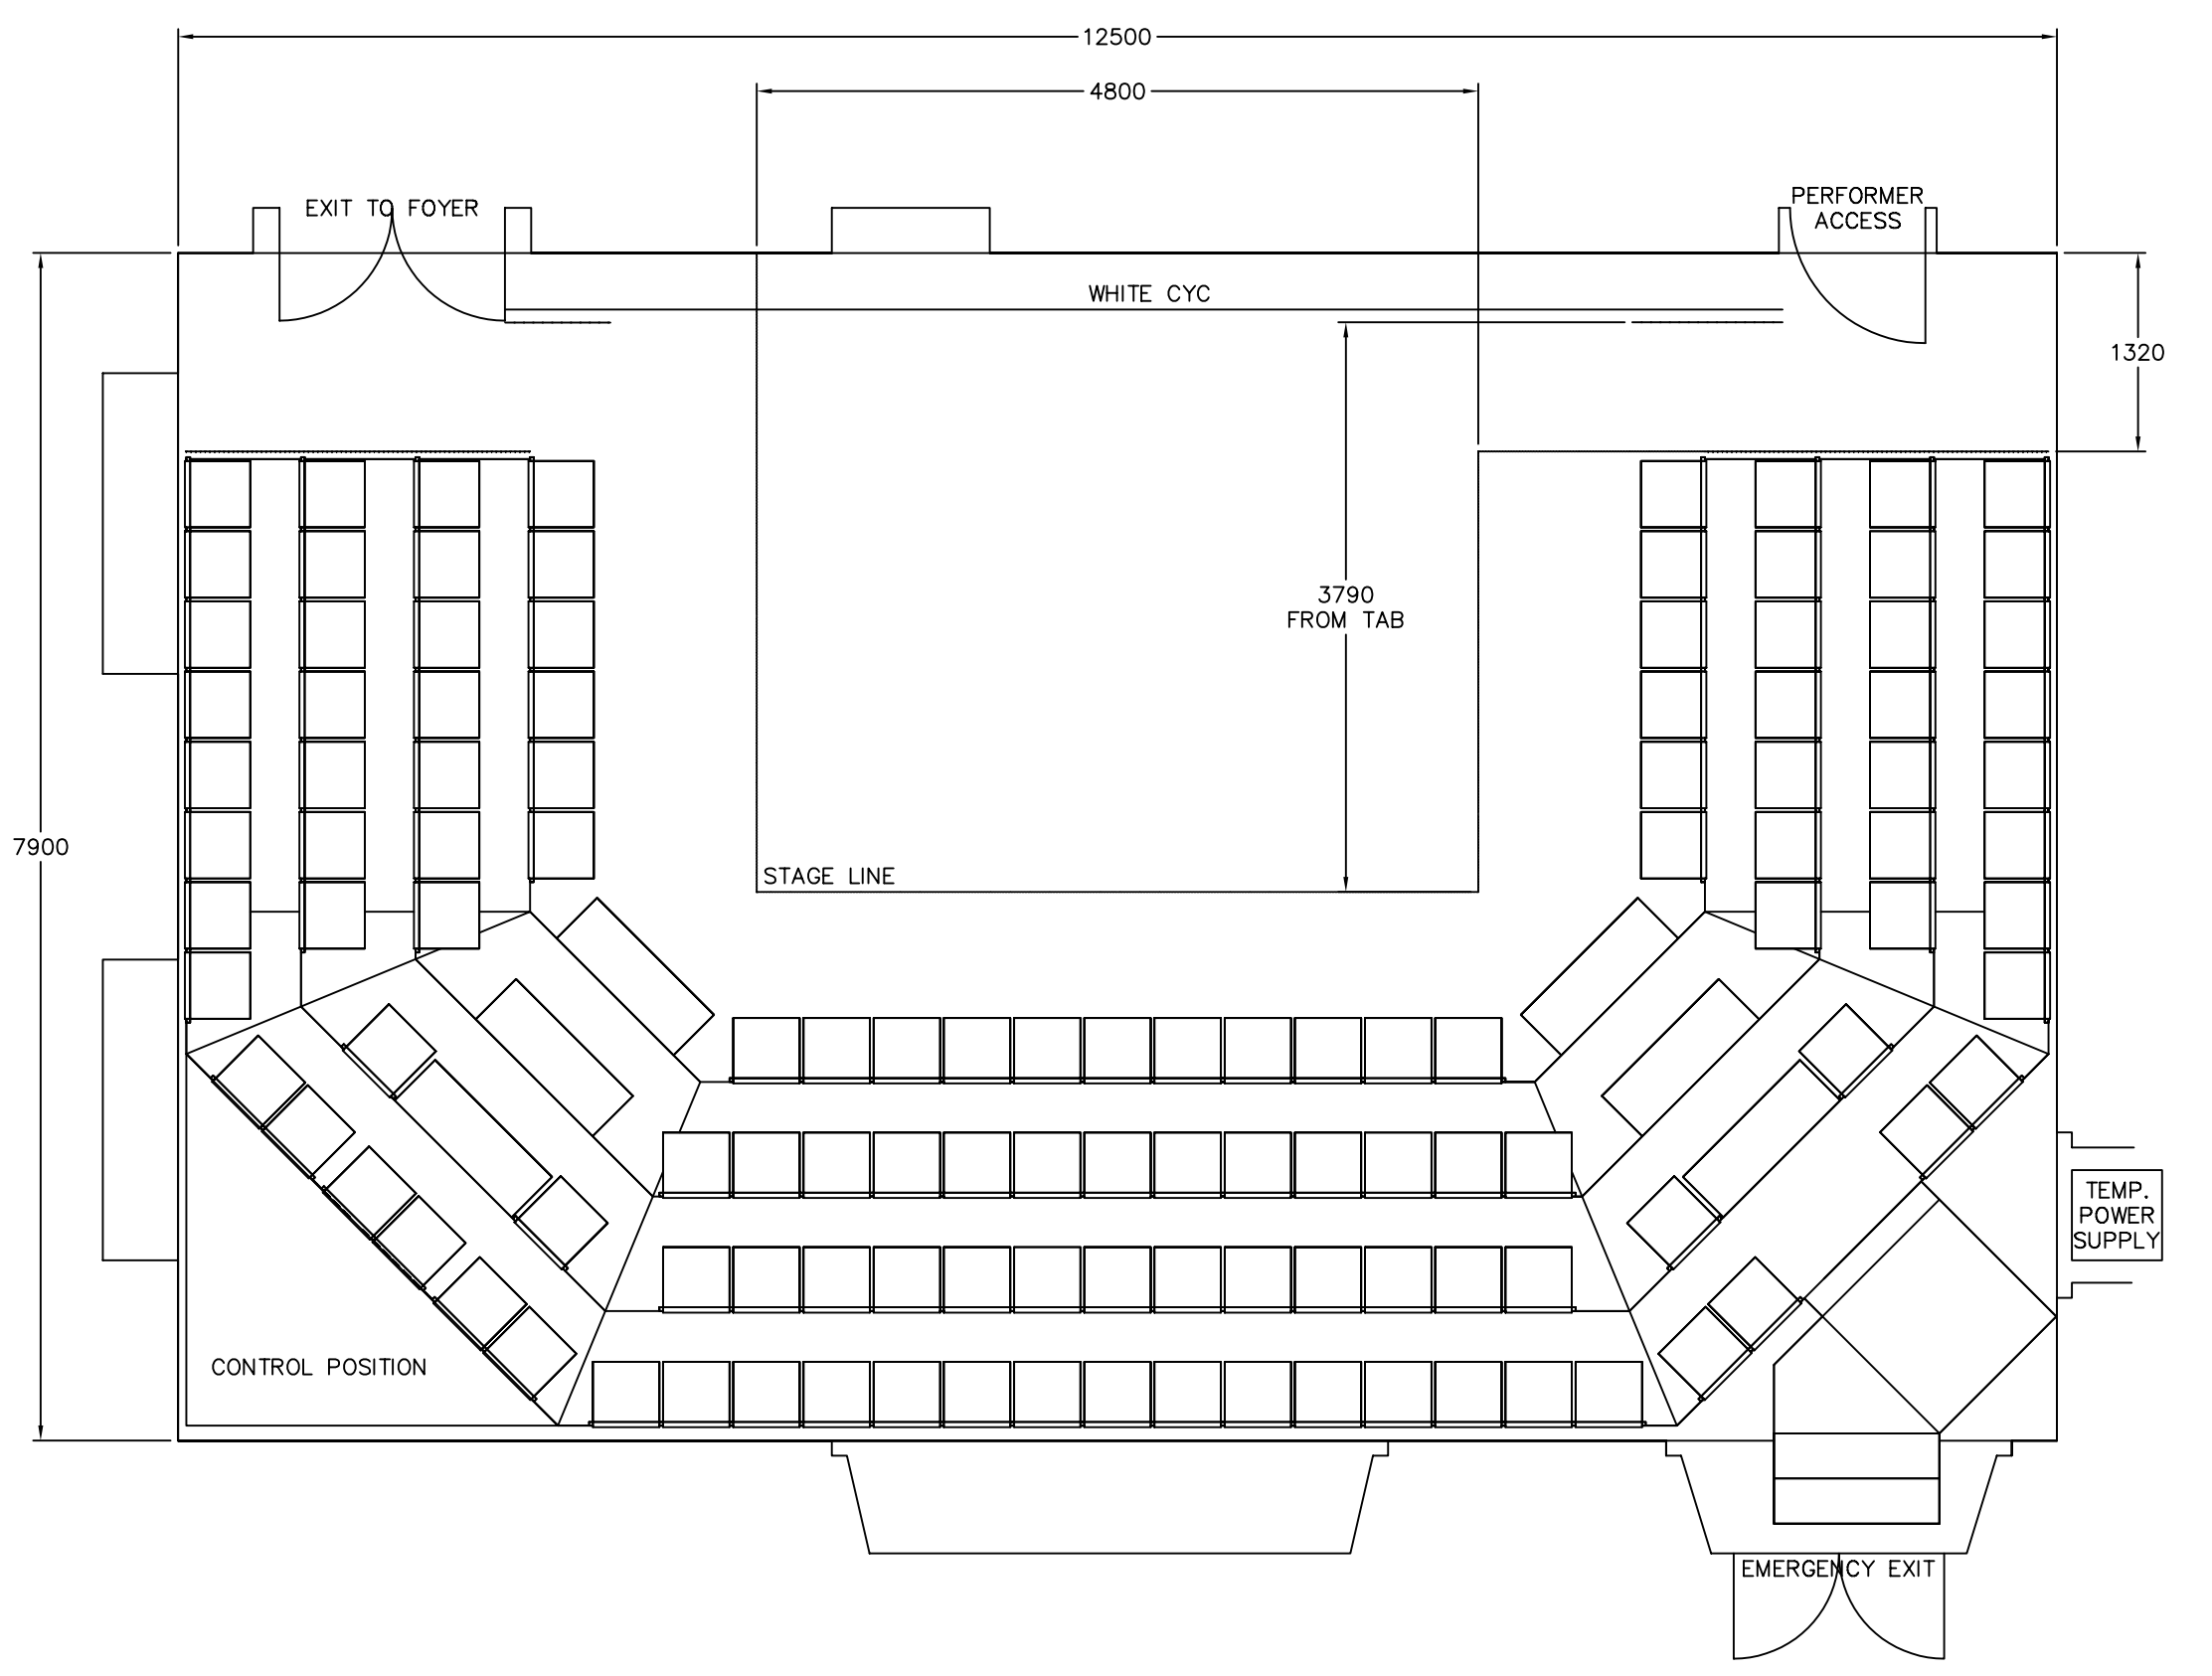 12500
4800
EXIT TO FOYER
PERFORMER
ACCESS
WHITE CYC
1320
3790
FROM TAB
7900
STAGE LINE
TEMP.
POWER
SUPPLY
CONTROL POSITION
EMERGENCY EXIT